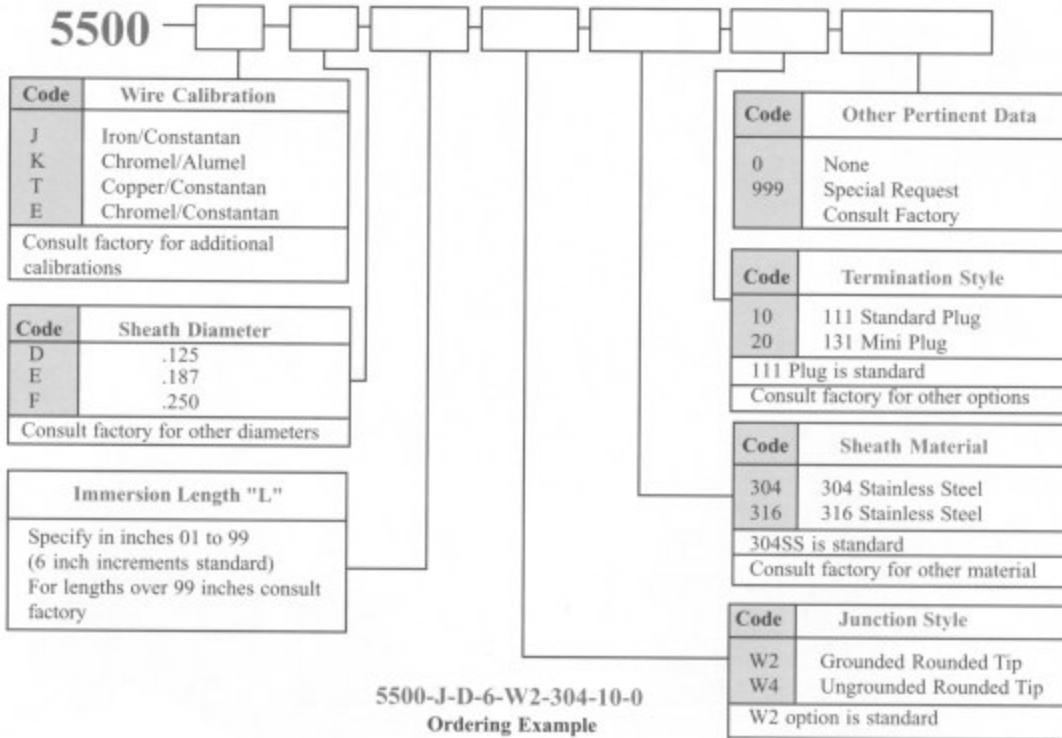 5500
Code Wire Calibration
J Iron/Constantan
K Chromel/Alumel
T Copper/Constantan
E Chromel/Constantan
Consult factory for additional
calibrations
Code Sheath Diameter
D .125
E .187
F .250
Consult factory for other diameters
Immersion Length "L"
Specify in inches 01 to 99
(6 inch increments standard)
For lengths over 99 inches consult
factory
Code Other Pertinent Data
0 None
999 Special Request
Consult Factory
Code Termination Style
10 111 Standard Plug
20 131 Mini Plug
111 Plug is standard
Consult factory for other options
Code Sheath Material
304 304 Stainless Steel
316 316 Stainless Steel
304SS is standard
Consult factory for other material
Code Junction Style
W2 Grounded Rounded Tip
W4 Ungrounded Rounded Tip
W2 option is standard
5500-J-D-6-W2-304-10-0
Ordering Example